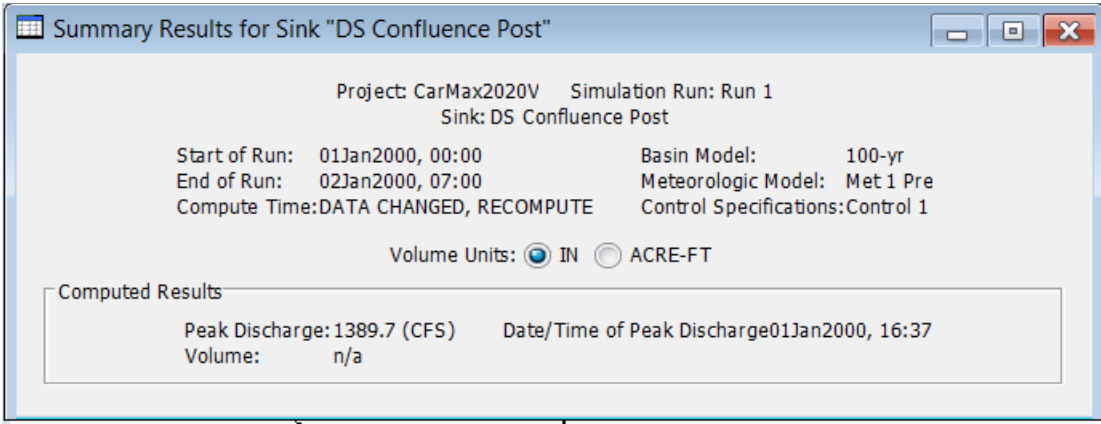 Summary Results for Sink "DS Confluence Post"
Project: CarMax2020V Simulation Run: Run 1
Sink: DS Confluence Post
Start of Run: 01Jan2000, 00:00 Basin Model: 100-yr
End of Run: 02Jan2000, 07:00 Meteorologic Model: Met 1 Pre
Compute Time:DATA CHANGED, RECOMPUTE Control Specifications:Control 1
Volume Units: IN ACRE-FT
Computed Results
Peak Discharge:1389.7 (CFS) Date/Time of Peak Discharge01Jan2000, 16:37
Volume: n/a